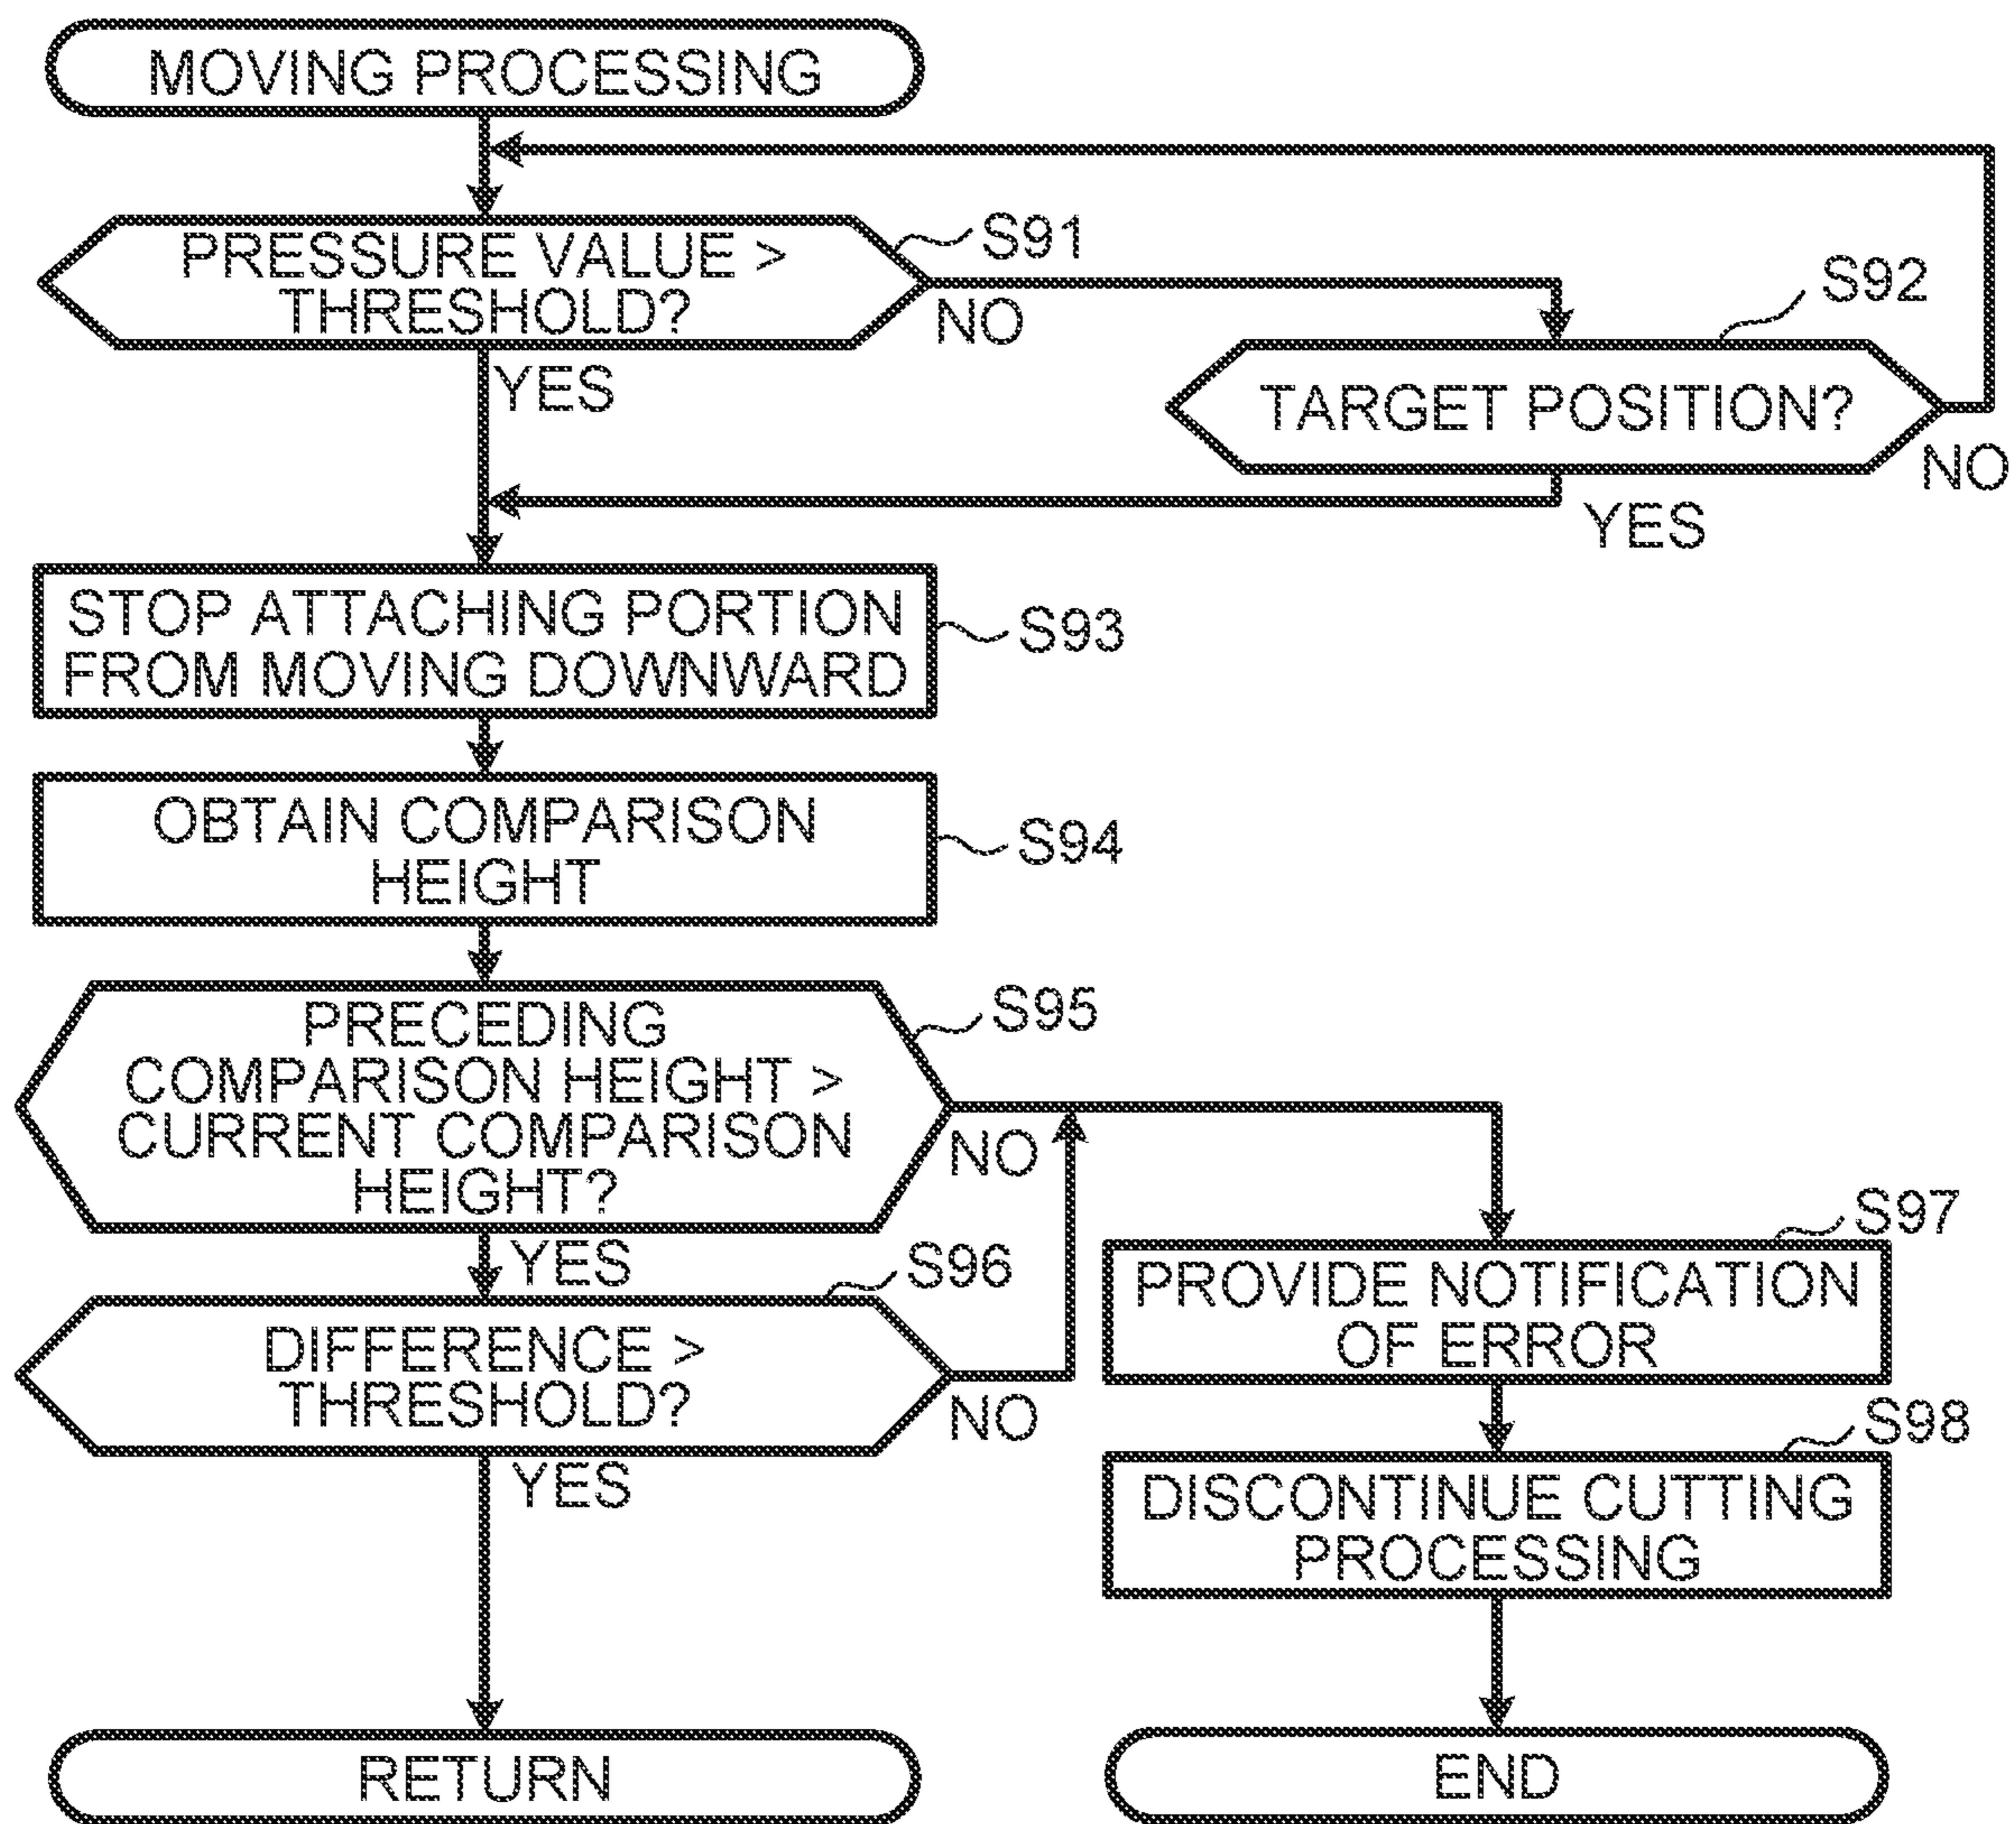 MOVING PROCESSING
PRESSURE VALUE >
THRESHOLD?
S91
NO
YES
S92
TARGET POSITION?
NO
YES
STOP ATTACHING PORTION
FROM MOVING DOWNWARD
S93
OBTAIN COMPARISON
HEIGHT
S94
PRECEDING
COMPARISON HEIGHT >
CURRENT COMPARISON
HEIGHT?
S95
NO
YES
DIFFERENCE >
THRESHOLD?
S96
NO
YES
PROVIDE NOTIFICATION
OF ERROR
S97
DISCONTINUE CUTTING
PROCESSING
S98
RETURN
END